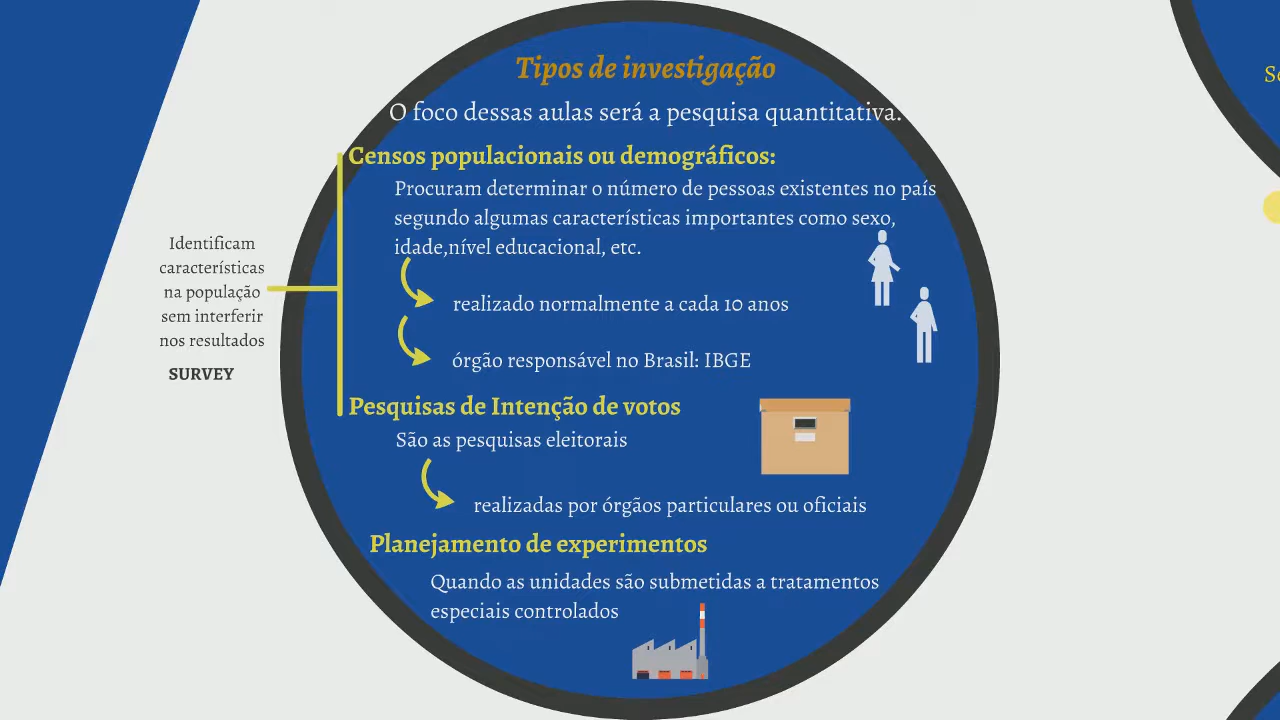 Tipos de investigação
O foco dessas aulas será a pesquisa quantitativa.
Censos populacionais ou demográficos:
Procuram determinar o número de pessoas existentes no país
segundo algumas características importantes como sexo,
idade,nível educacional, etc.
realizado normalmente a cada 10 anos
órgão responsável no Brasil: IBGE
Identificam
características
na população
sem interferir
nos resultados
SURVEY
Pesquisas de Intenção de votos
São as pesquisas eleitorais
realizadas por órgãos particulares ou oficiais
Planejamento de experimentos
Quando as unidades são submetidas a tratamentos
especiais controlados